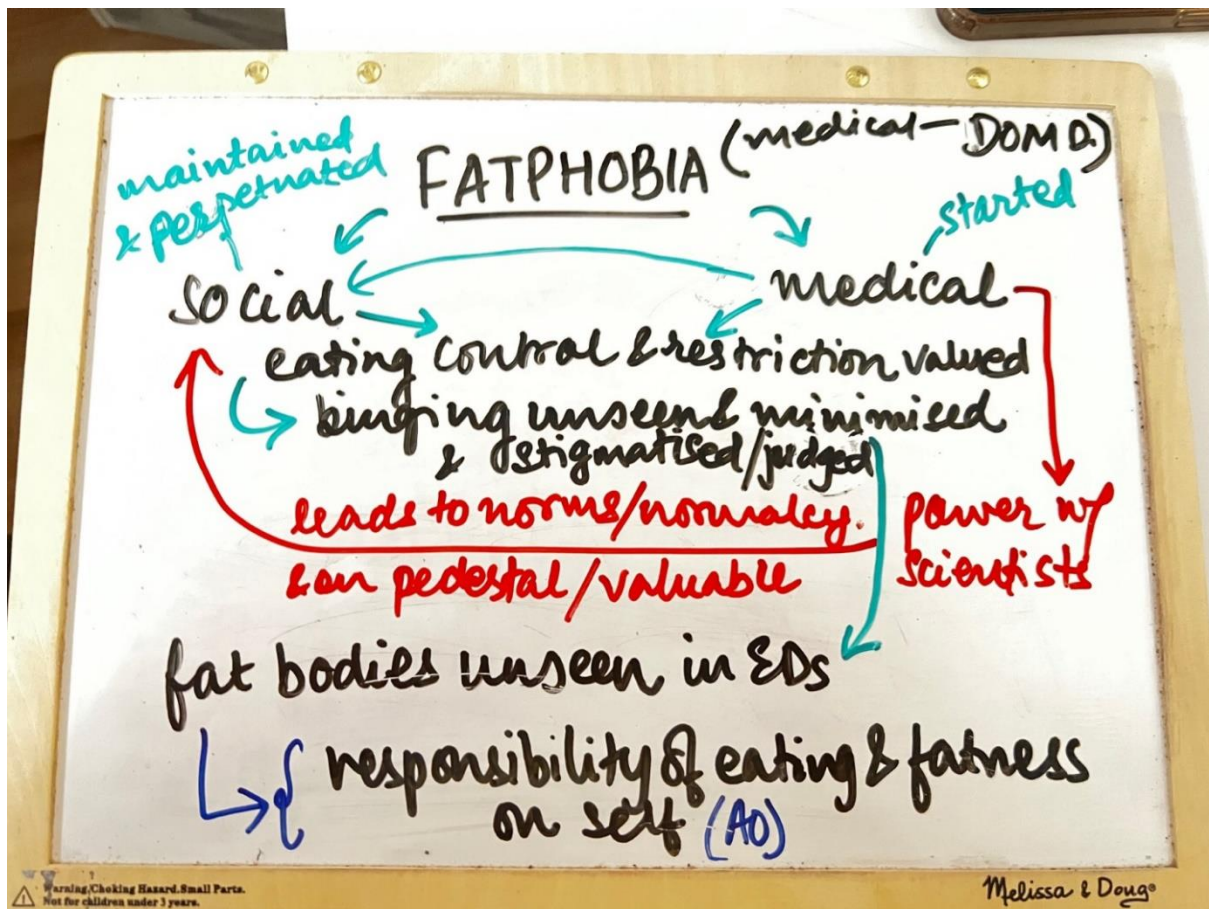 maintained
& perpetuated
FATPHOBIA (medical - DOM D.)
started
social
medical
eating control & restriction valued
binging unseen & minimised
& stigmatised/judged
leads to norms/normalcy.
& on pedestal/valuable
power w/
scientists
fat bodies unseen in EDs
responsibility of eating & fatness
on self (AO)
Warning. Choking Hazard. Small Parts.
Not for children under 3 years.
Melissa & Doug®